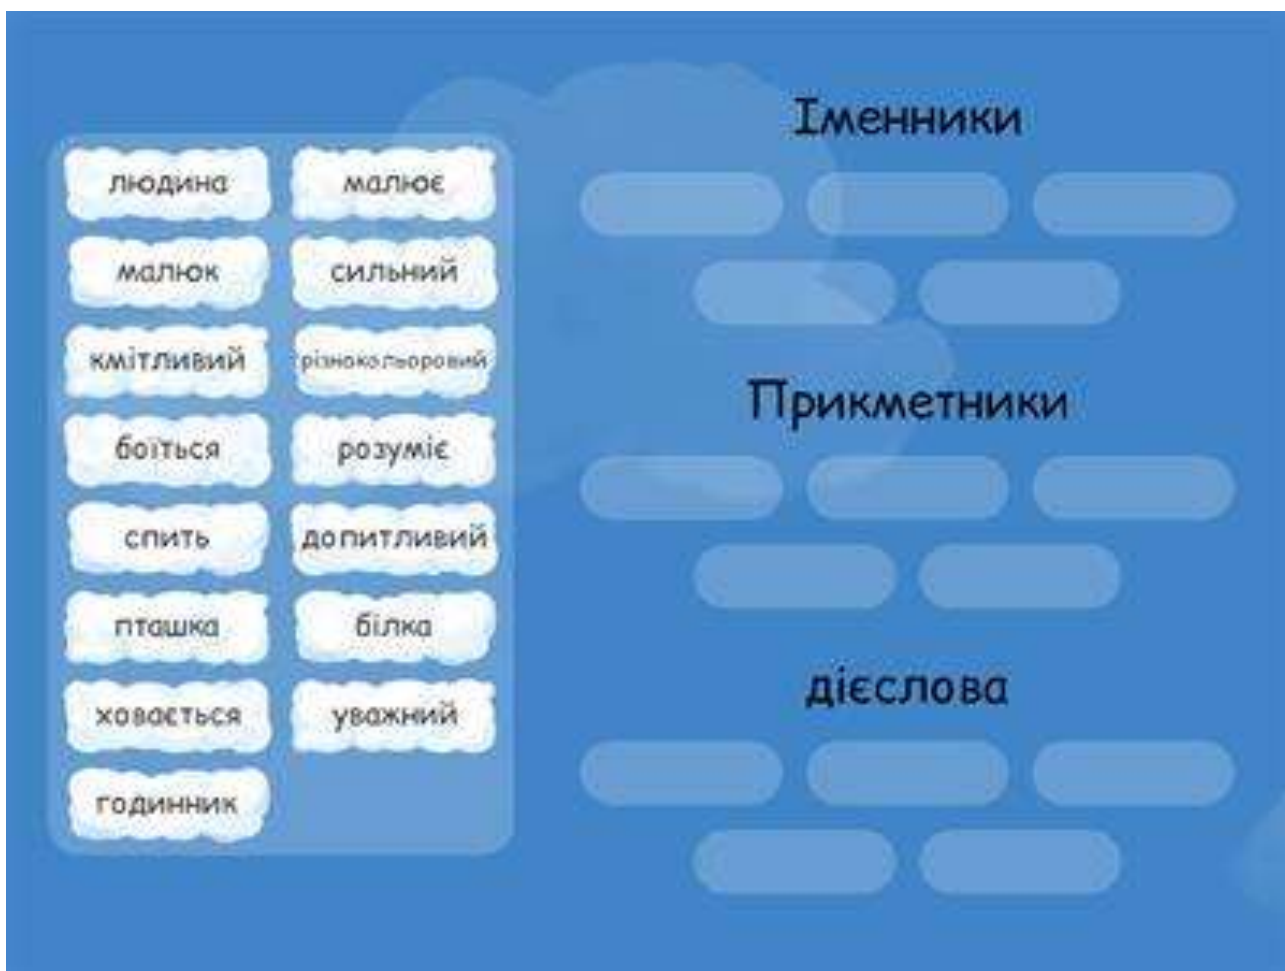 людина
малює
малюк
сильний
кмітливий
різнокольоровий
боїться
розуміє
спить
допитливий
пташка
білка
ховається
уважний
годинник
Іменники
Прикметники
дієслова